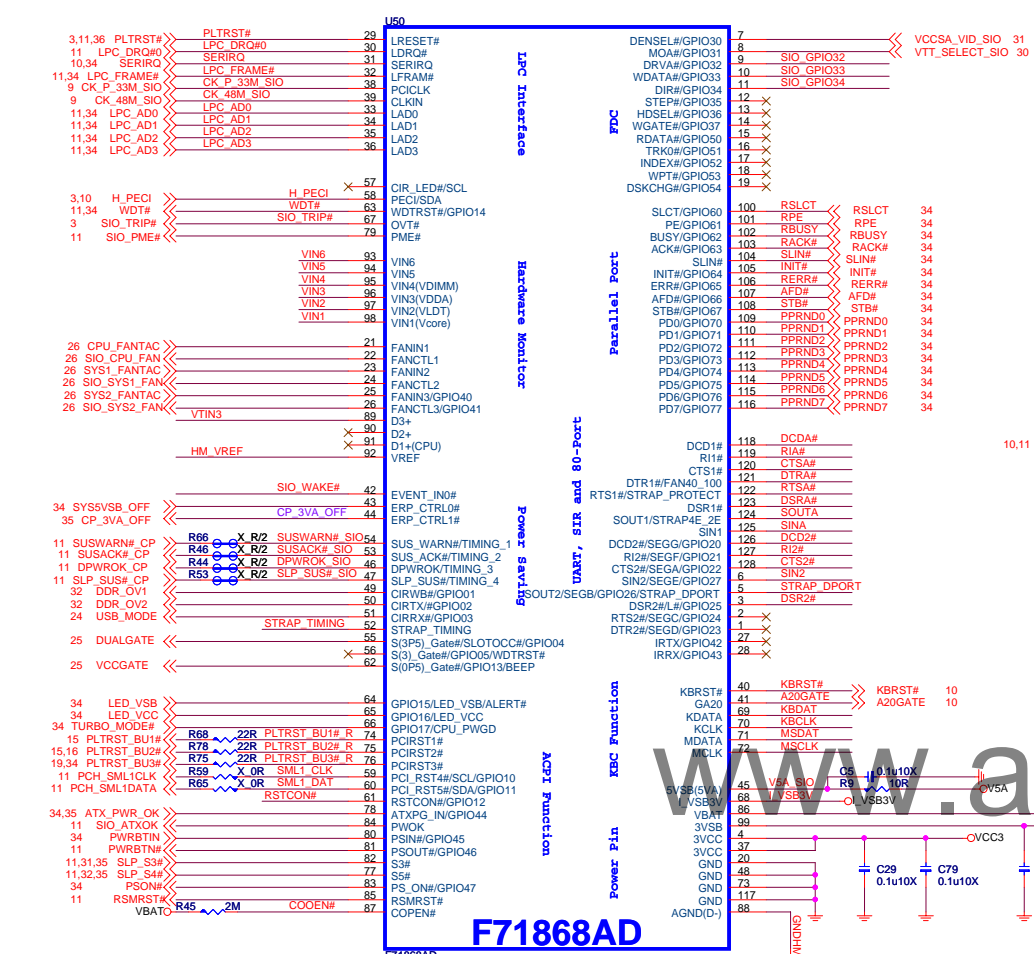 U50
3,11,36 PLTRST# PLTRST# 29 LRESET#
11 LPC_DRQ#0 LPC_DRQ#0 30 LDRQ#
10,34 SERIRQ SERIRQ 31 SERIRQ
11,34 LPC_FRAME# LPC_FRAME# 32 LFRAM#
9 CK_P_33M_SIO CK_P_33M_SIO 38 PCICLK
9 CK_48M_SIO CK_48M_SIO 39 CLKIN
11,34 LPC_AD0 LPC_AD0 33 LAD0
11,34 LPC_AD1 LPC_AD1 34 LAD1
11,34 LPC_AD2 LPC_AD2 35 LAD2
11,34 LPC_AD3 LPC_AD3 36 LAD3
57 CIR_LED#/SCL
3,10 H_PECI H_PECI 58 PECI/SDA
11,34 WDT# WDT# 63 WDTRST#/GPIO14
3 SIO_TRIP# SIO_TRIP# 67 OVT#
11 SIO_PME# 79 PME#
VIN6 93 VIN6
VIN5 94 VIN5
VIN4 95 VIN4(VDIMM)
VIN3 96 VIN3(VDDA)
VIN2 97 VIN2(VLDT)
VIN1 98 VIN1(Vcore)
26 CPU_FANTAC 21 FANIN1
26 SIO_CPU_FAN 22 FANCTL1
26 SYS1_FANTAC 23 FANIN2
26 SIO_SYS1_FAN 24 FANCTL2
26 SYS2_FANTAC 25 FANIN3/GPIO40
26 SIO_SYS2_FAN 26 FANCTL3/GPIO41
VTIN3 89 D3+
90 D2+
91 D1+(CPU)
HM_VREF 92 VREF
SIO_WAKE# 42 EVENT_IN0#
34 SYS5VSB_OFF 43 ERP_CTRL0#
35 CP_3VA_OFF CP_3VA_OFF 44 ERP_CTRL1#
11 SUSWARN#_CP R66 X_R/2 SUSWARN#_SIO 54 SUS_WARN#/TIMING_1
11 SUSACK#_CP R46 X_R/2 SUSACK#_SIO 53 SUS_ACK#/TIMING_2
11 DPWROK_CP R44 X_R/2 DPWROK_SIO 46 DPWROK/TIMING_3
11 SLP_SUS#_CP R53 X_R/2 SLP_SUS#_SIO 47 SLP_SUS#/TIMING_4
32 DDR_OV1 49 CIRWB#/GPIO01
32 DDR_OV2 50 CIRTX/#GPIO02
24 USB_MODE 51 CIRRX#/GPIO03
STRAP_TIMING 52 STRAP_TIMING
25 DUALGATE 55 S(3P5)_Gate#/SLOTOCC#/GPIO04
56 S(3)_Gate#/GPIO05/WDTRST#
25 VCCGATE 62 S(0P5)_Gate#/GPIO13/BEEP
34 LED_VSB 64 GPIO15/LED_VSB/ALERT#
34 LED_VCC 65 GPIO16/LED_VCC
34 TURBO_MODE# 66 GPIO17/CPU_PWGD
15 PLTRST_BU1# R68 22R PLTRST_BU1#_R 74 PCIRST1#
15,16 PLTRST_BU2# R78 22R PLTRST_BU2#_R 75 PCIRST2#
19,34 PLTRST_BU3# R75 22R PLTRST_BU3#_R 76 PCIRST3#
11 PCH_SML1CLK R59 X_0R SML1_CLK 59 PCI_RST4#/SCL/GPIO10
11 PCH_SML1DATA R65 X_0R SML1_DAT 60 PCI_RST5#/SDA/GPIO11
RSTCON# 61 RSTCON#/GPIO12
34,35 ATX_PWR_OK 78 ATXPG_IN/GPIO44
11 SIO_ATXOK 84 PWOK
34 PWRBTIN 80 PSIN#/GPIO45
11 PWRBTN# 81 PSOUT#/GPIO46
11,31,35 SLP_S3# 82 S3#
11,32,35 SLP_S4# 77 S5#
34 PSON# 83 PS_ON#/GPIO47
11 RSMRST# 85 RSMRST#
VBAT R45 2M COOEN# 87 COPEN#
LPC Interface
Hardware Monitor
Power Saving
ACPI Function
FDC
Parallel Port
UART, SIR and 80-Port
KBC Function
Power Pin
DENSEL#/GPIO30 7 VCCSA_VID_SIO 31
MOA#/GPIO31 8 VTT_SELECT_SIO 30
DRVA#/GPIO32 9 SIO_GPIO32
WDATA#/GPIO33 10 SIO_GPIO33
DIR#/GPIO34 11 SIO_GPIO34
STEP#/GPIO35 12
HDSEL#/GPIO36 13
WGATE#/GPIO37 14
RDATA#/GPIO50 15
TRK0#/GPIO51 16
INDEX#/GPIO52 17
WPT#/GPIO53 18
DSKCHG#/GPIO54 19
SLCT/GPIO60 100 RSLCT RSLCT 34
PE/GPIO61 101 RPE RPE 34
BUSY/GPIO62 102 RBUSY RBUSY 34
ACK#/GPIO63 103 RACK# RACK# 34
SLIN# 104 SLIN# SLIN# 34
INIT#/GPIO64 105 INIT# INIT# 34
ERR#/GPIO65 106 RERR# RERR# 34
AFD#/GPIO66 107 AFD# AFD# 34
STB#/GPIO67 108 STB# STB# 34
PD0/GPIO70 109 PPRND0 PPRND0 34
PD1/GPIO71 110 PPRND1 PPRND1 34
PD2/GPIO72 111 PPRND2 PPRND2 34
PD3/GPIO73 112 PPRND3 PPRND3 34
PD4/GPIO74 113 PPRND4 PPRND4 34
PD5/GPIO75 114 PPRND5 PPRND5 34
PD6/GPIO76 115 PPRND6 PPRND6 34
PD7/GPIO77 116 PPRND7 PPRND7 34
10,11
DCD1# 118 DCDA#
RI1# 119 RIA#
CTS1# 120 CTSA#
DTR1#/FAN40_100 121 DTRA#
RTS1#/STRAP_PROTECT 122 RTSA#
DSR1# 123 DSRA#
SOUT1/STRAP4E_2E 124 SOUTA
SIN1 125 SINA
DCD2#/SEGG/GPIO20 126 DCD2#
RI2#/SEGF/GPIO21 127 RI2#
CTS2#/SEGA/GPIO22 128 CTS2#
SIN2/SEGE/GPIO27 6 SIN2
SOUT2/SEGB/GPIO26/STRAP_DPORT 5 STRAP_DPORT
DSR2#/L#/GPIO25 3 DSR2#
RTS2#/SEGC/GPIO24 2
DTR2#/SEGD/GPIO23 1
IRTX/GPIO42 27
IRRX/GPIO43 28
KBRST# 40 KBRST# KBRST# 10
GA20 41 A20GATE A20GATE 10
KDATA 69 KBDAT
KCLK 70 KBCLK
MDATA 71 MSDAT
MCLK 72 MSCLK
5VSB(5VA) 45 V5A_SIO C5 0.1u10X
R9 10R V5A
I_VSB3V 68 I_VSB3V I_VSB3V
VBAT 86
3VSB 99
3VCC 4 VCC3
3VCC 37
GND 20
GND 48
GND 73
GND 117
AGND(D-) 88
C29 0.1u10X
C79 0.1u10X
www.a
F71868AD
F71868AD